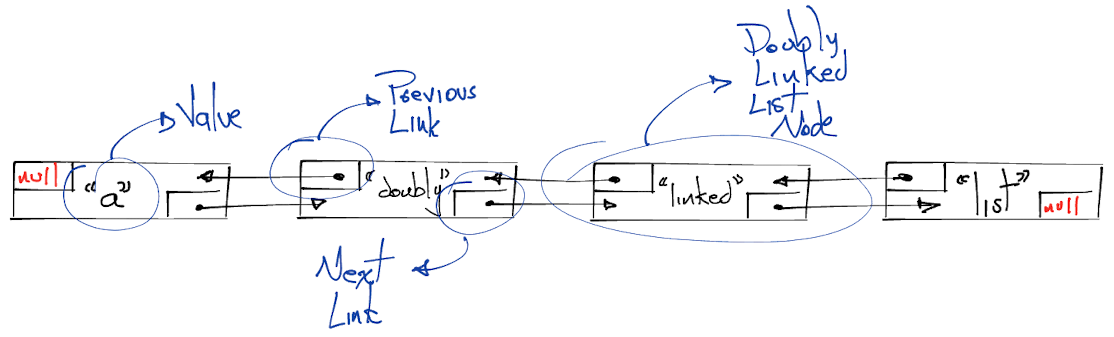 Doubly
Linked
List
Node
Previous
Link
Value
null “a” “doubly” “linked” “list” null
Next
Link